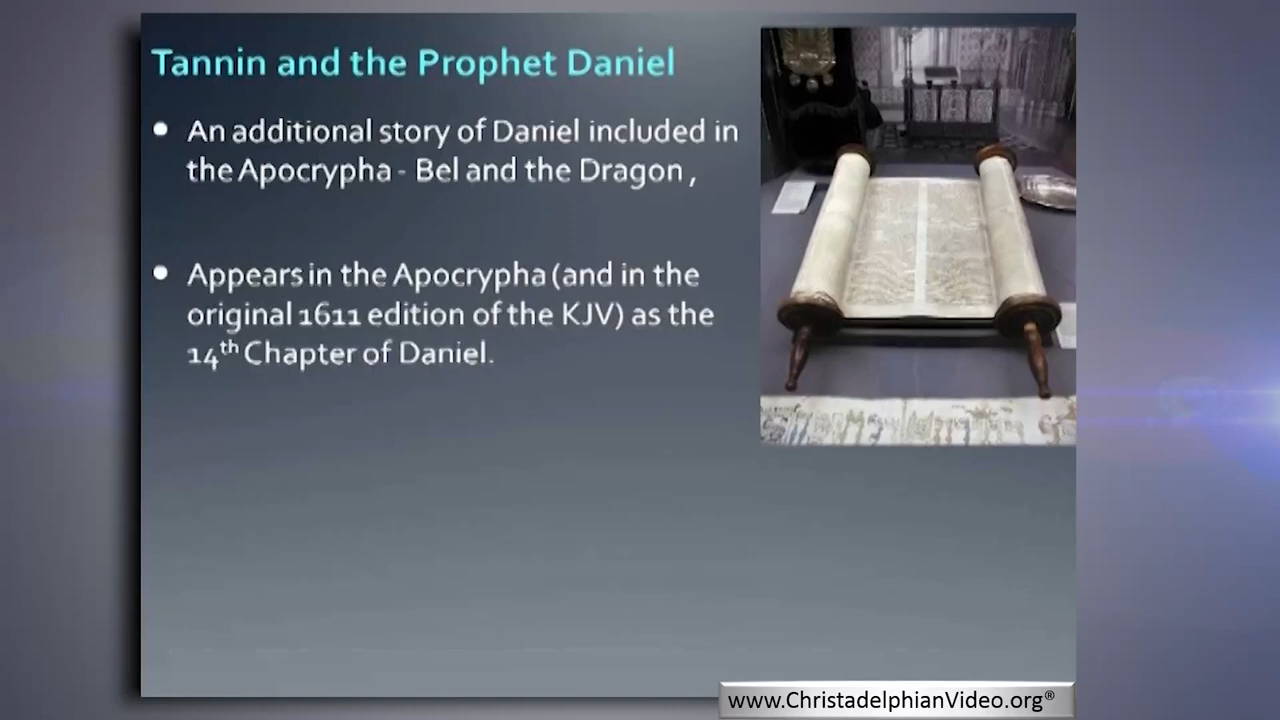 Tannin and the Prophet Daniel
• An additional story of Daniel included in
the Apocrypha - Bel and the Dragon ,
• Appears in the Apocrypha (and in the
original 1611 edition of the KJV) as the
14th Chapter of Daniel.
www.ChristadelphianVideo.org®